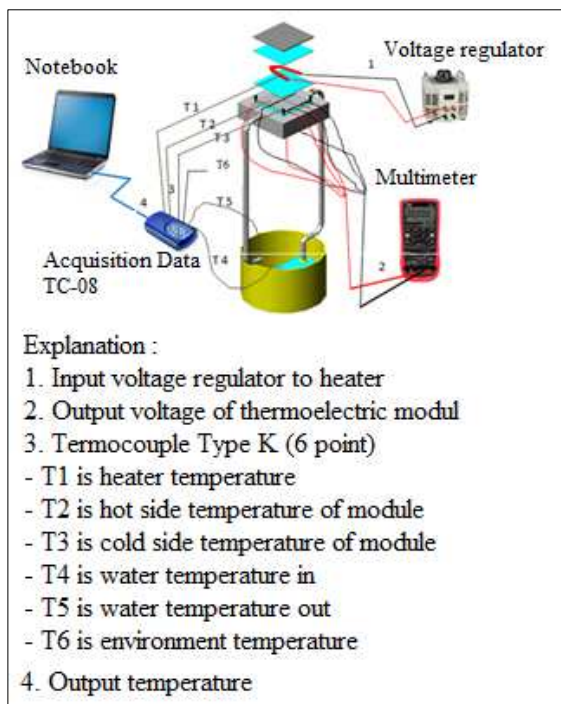 Voltage regulator
1
Notebook
T1
T2
T3
T6
4
3
T5
Multimeter
Acquisition Data
TC-08
T4
2
Explanation :
1. Input voltage regulator to heater
2. Output voltage of thermoelectric modul
3. Termocouple Type K (6 point)
- T1 is heater temperature
- T2 is hot side temperature of module
- T3 is cold side temperature of module
- T4 is water temperature in
- T5 is water temperature out
- T6 is environment temperature
4. Output temperature